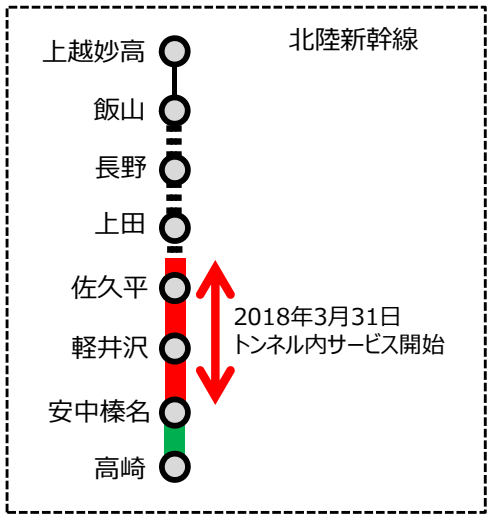 北陸新幹線
上越妙高
飯山
長野
上田
佐久平
2018年3月31日
トンネル内サービス開始
軽井沢
安中榛名
高崎